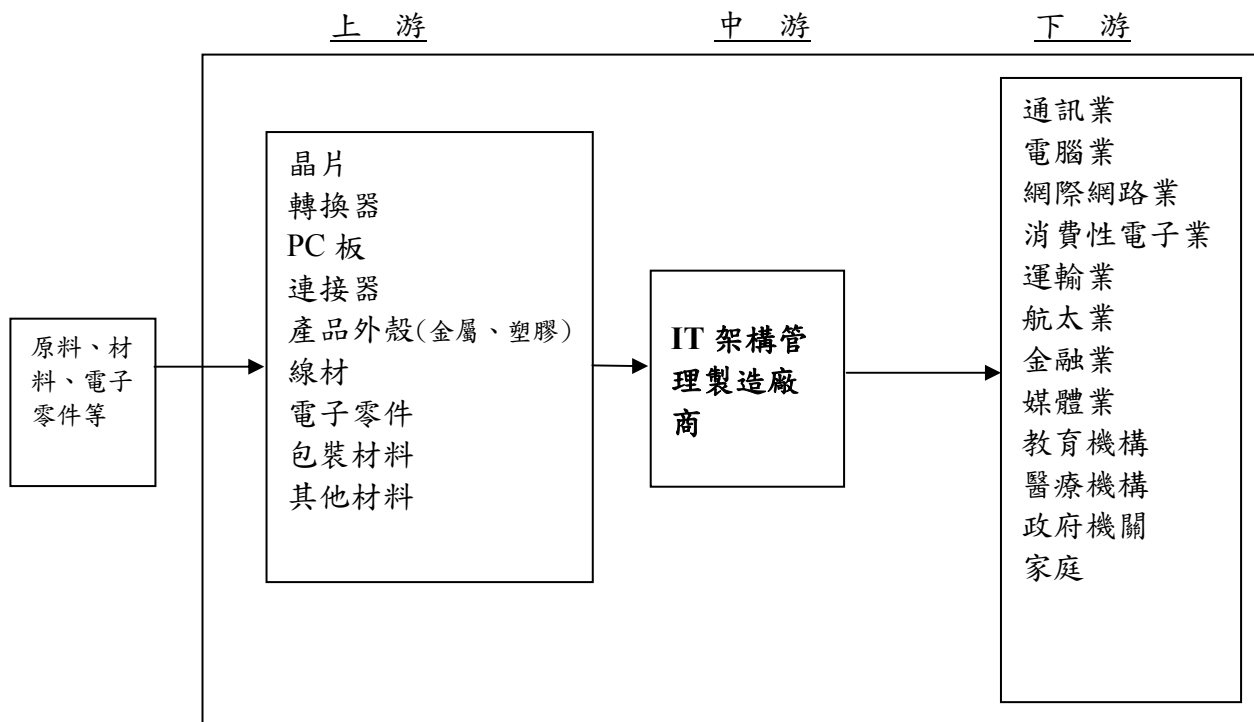 上 游
中 游
下 游
原料、材
料、電子
零件等
晶片
轉換器
PC 板
連接器
產品外殼(金屬、塑膠)
線材
電子零件
包裝材料
其他材料
IT 架構管
理製造廠
商
通訊業
電腦業
網際網路業
消費性電子業
運輸業
航太業
金融業
媒體業
教育機構
醫療機構
政府機關
家庭